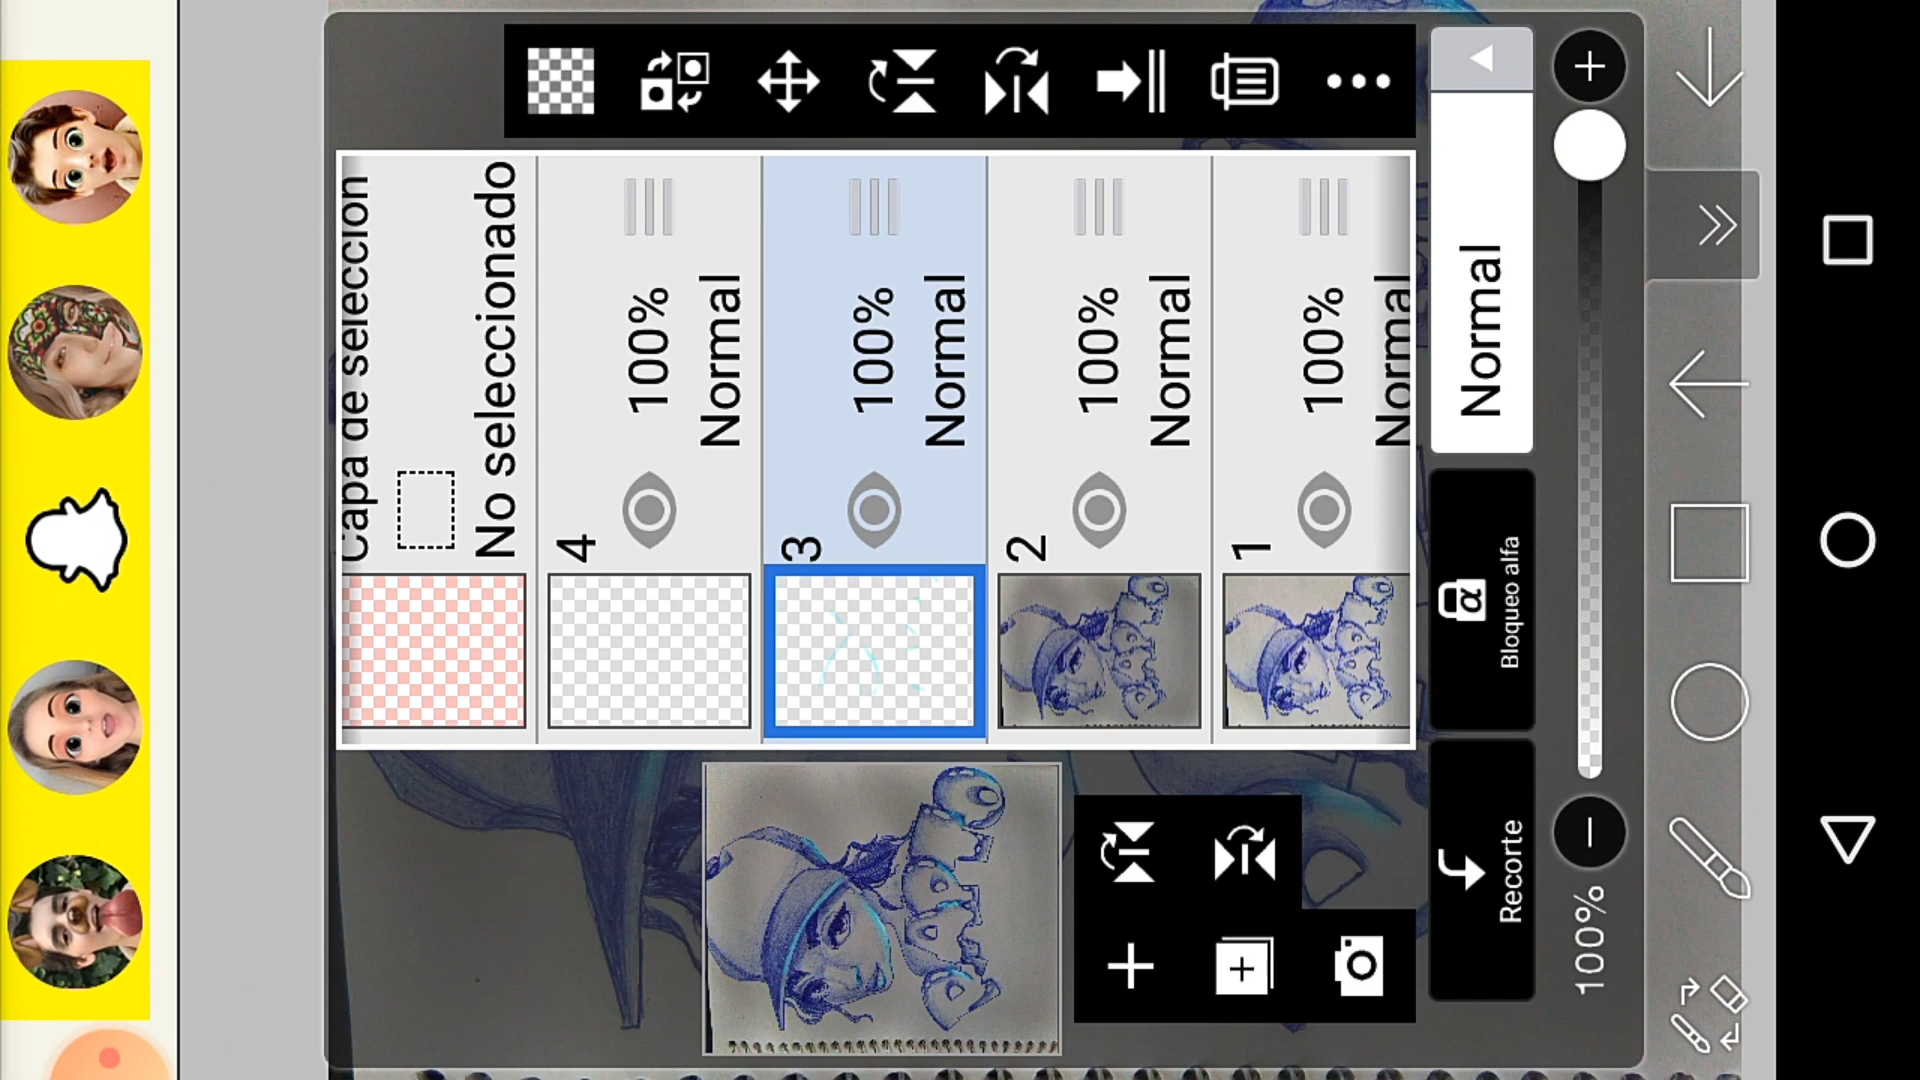 Capa de selección
No seleccionado
4
100%
Normal
3
100%
Normal
2
100%
Normal
1
100%
Normal
Normal
α
Bloqueo alfa
Recorte
100%